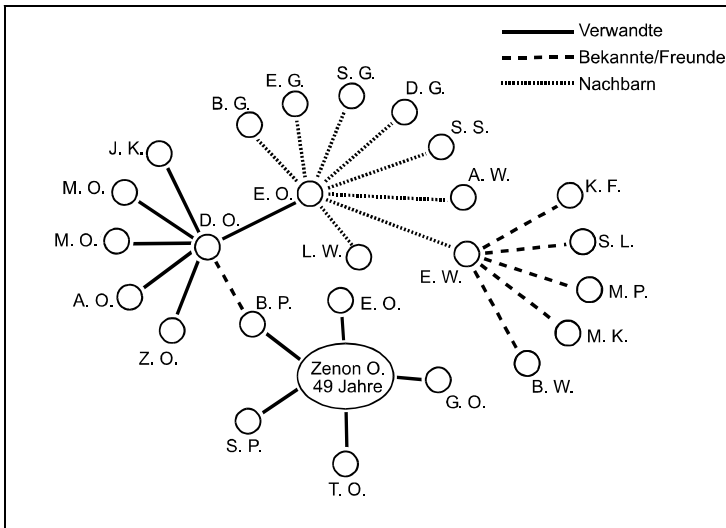 Verwandte
Bekannte/Freunde
Nachbarn
S. G.
E. G.
D. G.
B. G.
S. S.
J. K.
A. W.
K. F.
M. O.
E. O.
D. O.
S. L.
M. O.
L. W.
E. W.
M. P.
A. O.
B. P.
E. O.
M. K.
Z. O.
Zenon O.
49 Jahre
B. W.
G. O.
S. P.
T. O.